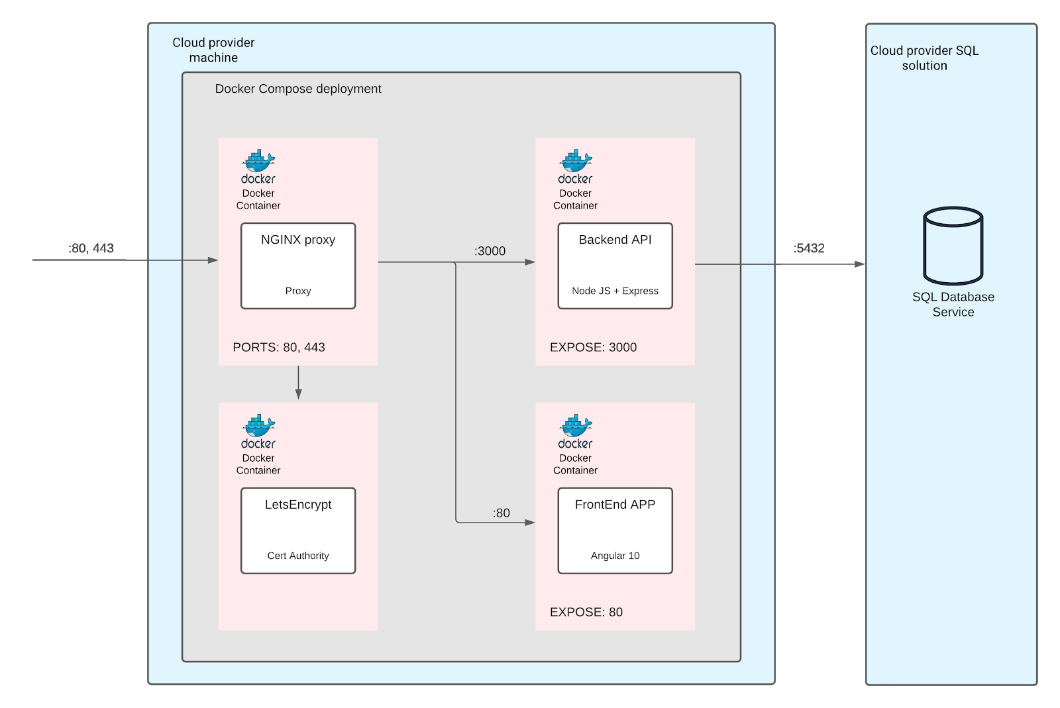 Cloud provider
machine
Cloud provider SQL
solution
Docker Compose deployment
docker
Docker
Container
NGINX proxy
Proxy
PORTS: 80, 443
docker
Docker
Container
Backend API
Node JS + Express
EXPOSE: 3000
:80, 443
:3000
:5432
SQL Database
Service
docker
Docker
Container
LetsEncrypt
Cert Authority
:80
docker
Docker
Container
FrontEnd APP
Angular 10
EXPOSE: 80